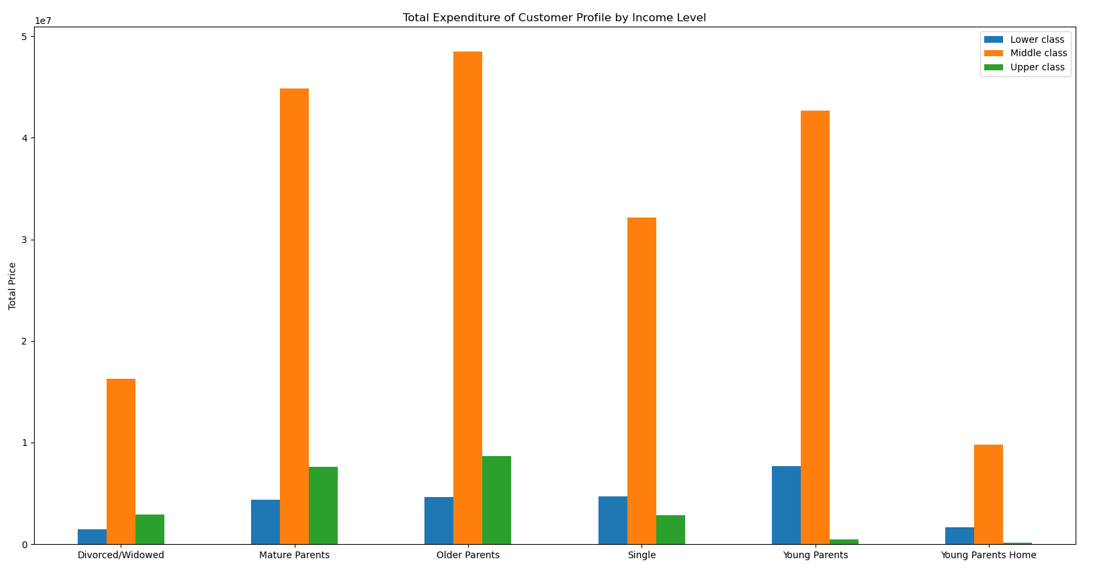 Total Expenditure of Customer Profile by Income Level
1e7
Lower class
Middle class
Upper class
Total Price
5
4
3
2
1
0
Divorced/Widowed
Mature Parents
Older Parents
Single
Young Parents
Young Parents Home